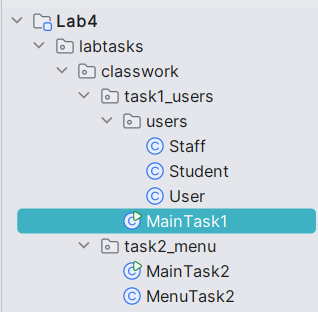 Lab4
labtasks
classwork
task1_users
users
C Staff
C Student
C User
C MainTask1
task2_menu
C MainTask2
C MenuTask2